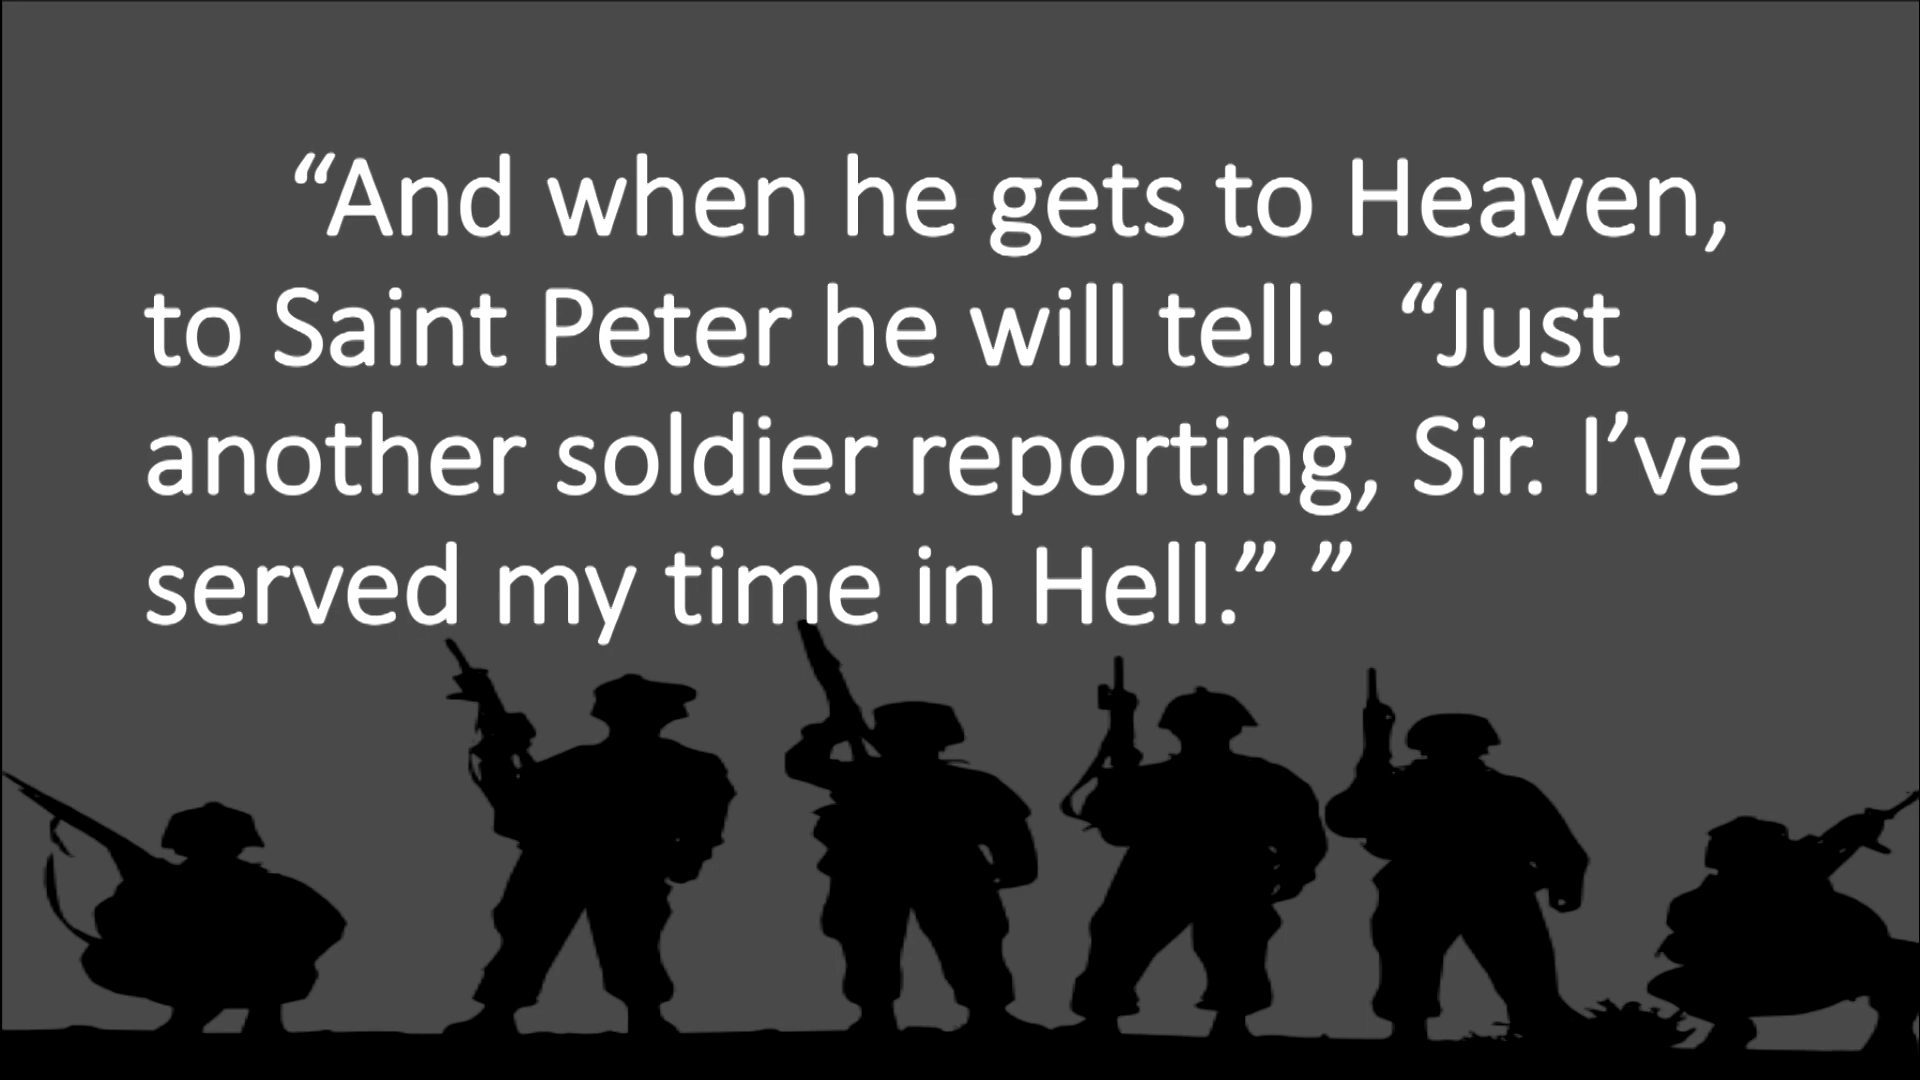 “And when he gets to Heaven,
to Saint Peter he will tell:  “Just
another soldier reporting, Sir. I’ve
served my time in Hell.” ”